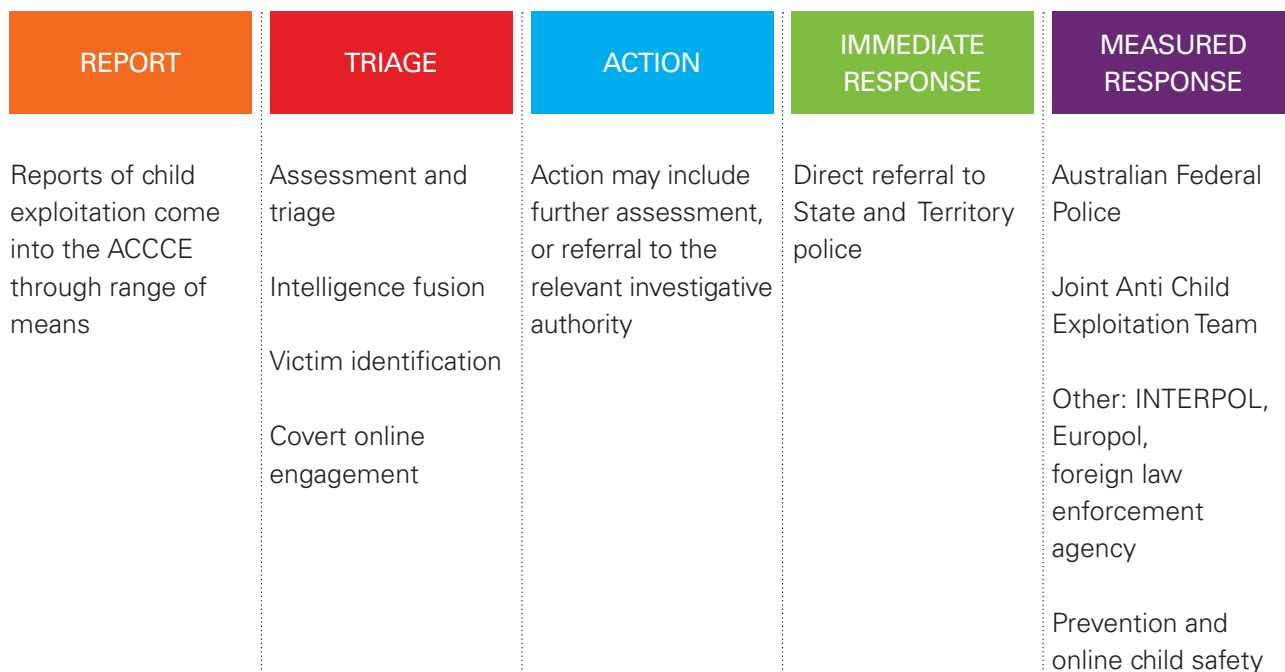 REPORT
Reports of child
exploitation come
into the ACCCE
through range of
means
TRIAGE
Assessment and
triage
Intelligence fusion
Victim identification
Covert online
engagement
ACTION
Action may include
further assessment,
or referral to the
relevant investigative
authority
IMMEDIATE
RESPONSE
Direct referral to
State and Territory
police
MEASURED
RESPONSE
Australian Federal
Police
Joint Anti Child
Exploitation Team
Other: INTERPOL,
Europol,
foreign law
enforcement
agency
Prevention and
online child safety